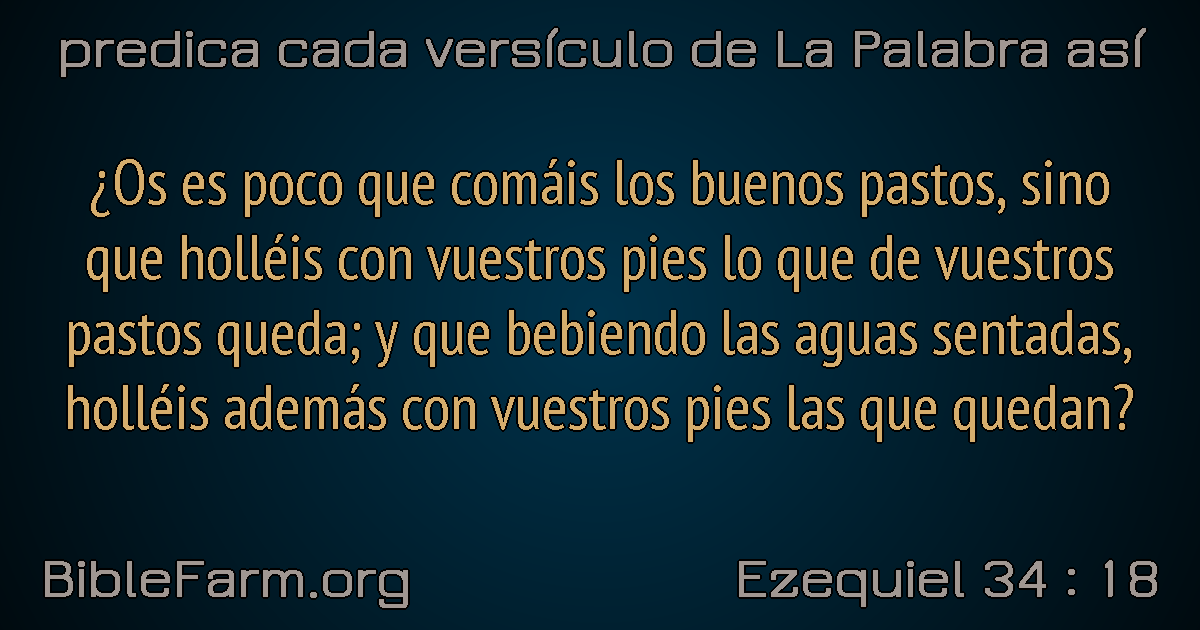 predica cada versículo de La Palabra así
¿Os es poco que comáis los buenos pastos, sino
que holléis con vuestros pies lo que de vuestros
pastos queda; y que bebiendo las aguas sentadas,
holléis además con vuestros pies las que quedan?
BibleFarm.org
Ezequiel 34 : 18